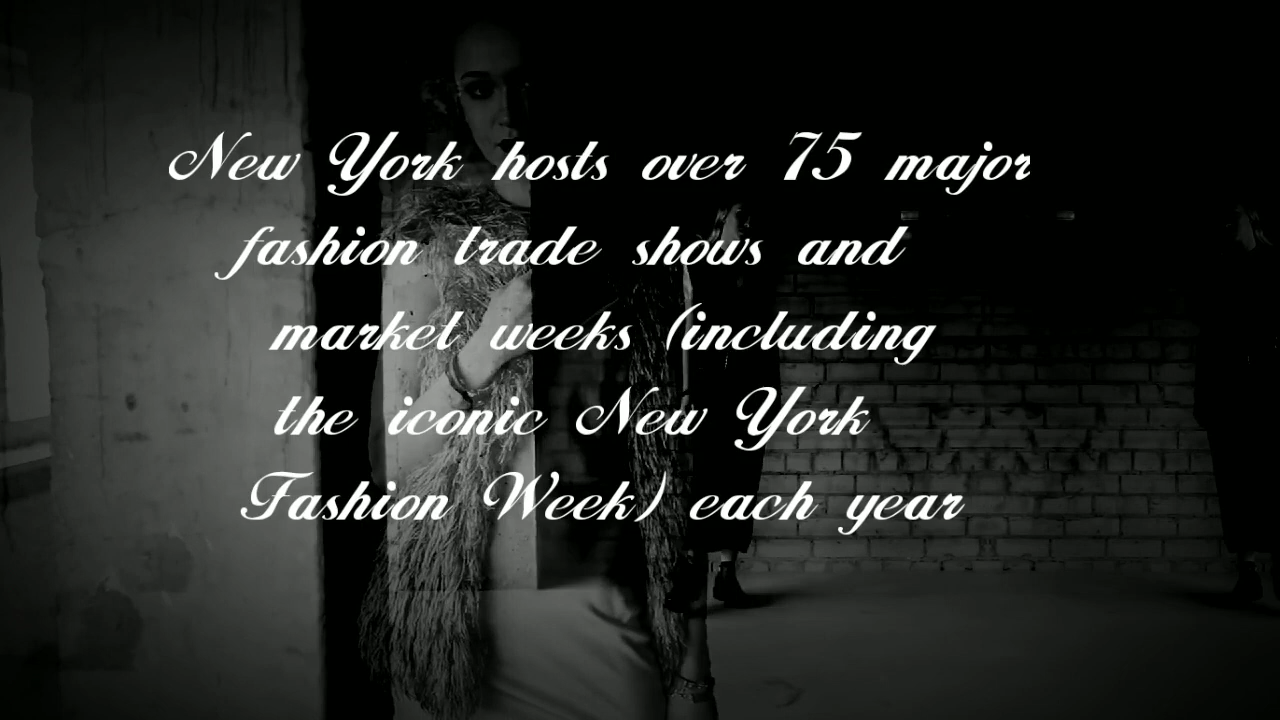 New York hosts over 75 major
fashion trade shows and
market weeks (including
the iconic New York
Fashion Week) each year